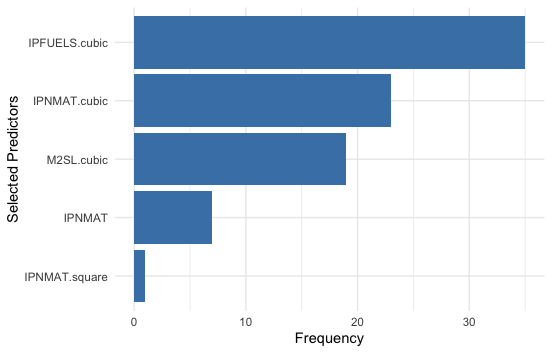 IPFUELS.cubic
IPNMAT.cubic
M2SL.cubic
IPNMAT
IPNMAT.square
Selected Predictors
0 10 20 30
Frequency